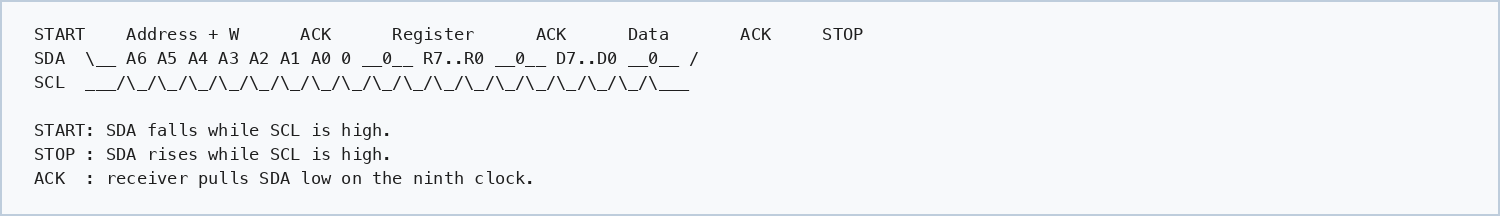 START    Address + W      ACK      Register      ACK      Data       ACK     STOP
SDA  \__ A6 A5 A4 A3 A2 A1 A0 0 __0__ R7..R0 __0__ D7..D0 __0__ /
SCL  ___/\_/\_/\_/\_/\_/\_/\_/\_/\_/\_/\_/\_/\_/\_/\_/\_/\_/\___
START: SDA falls while SCL is high.
STOP : SDA rises while SCL is high.
ACK  : receiver pulls SDA low on the ninth clock.